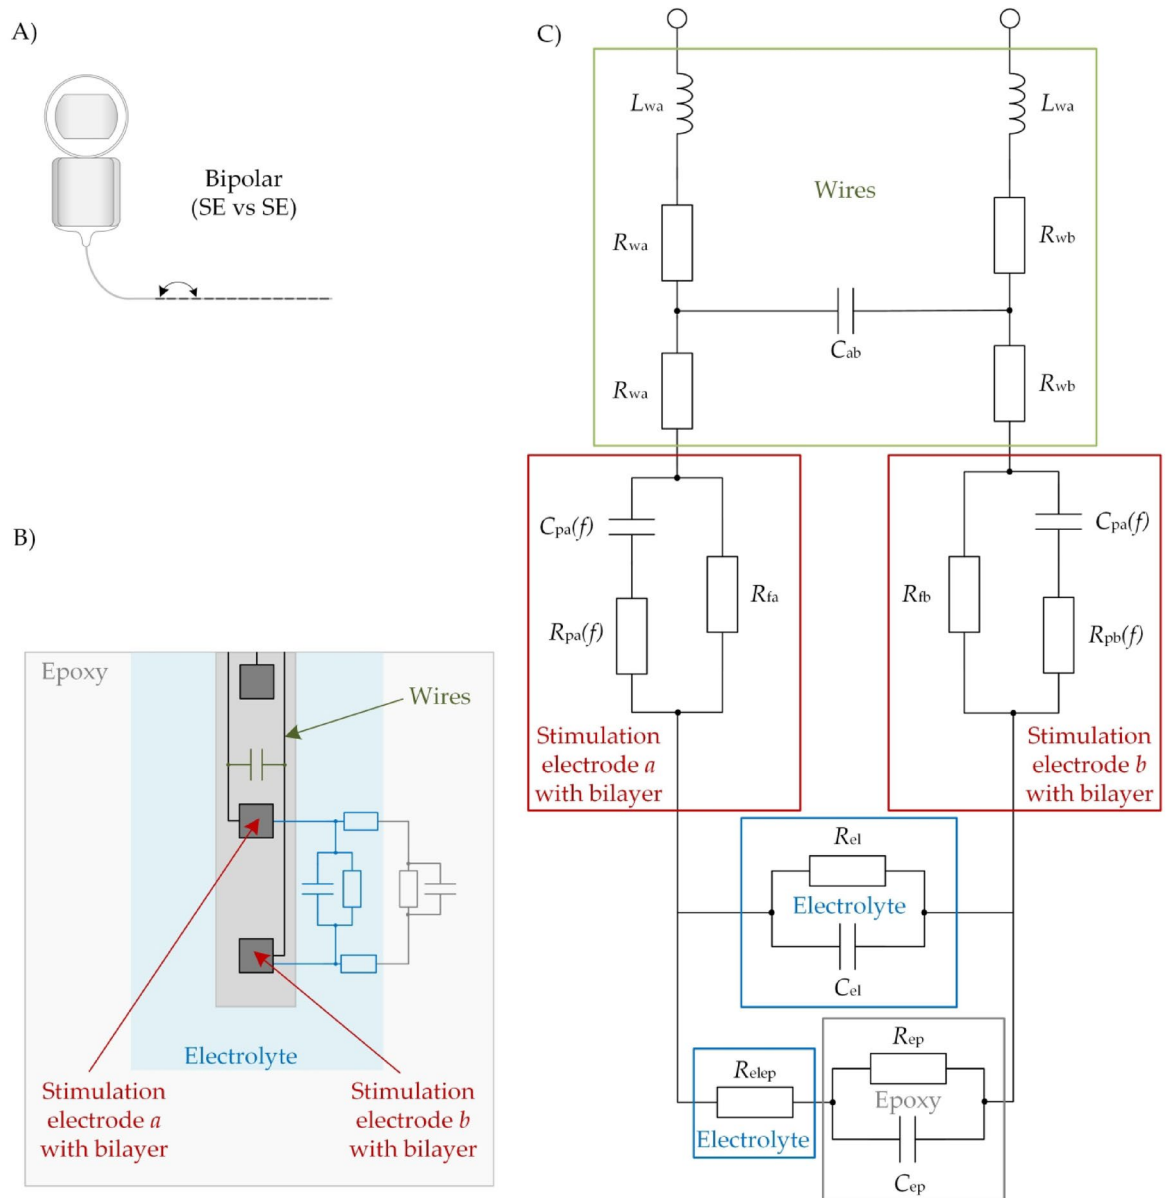 A)
Bipolar
(SE vs SE)
B)
Epoxy
Wires
Electrolyte
Stimulation
electrode a
with bilayer
Stimulation
electrode b
with bilayer
C)
Lwa
Lwa
Wires
Rwa
Rwb
Cab
Rwa
Rwb
Cpa(f)
Rfa
Rpa(f)
Stimulation
electrode a
with bilayer
Cpa(f)
Rfb
Rpb(f)
Stimulation
electrode b
with bilayer
Rel
Electrolyte
Cel
Relep
Electrolyte
Rep
Epoxy
Cep